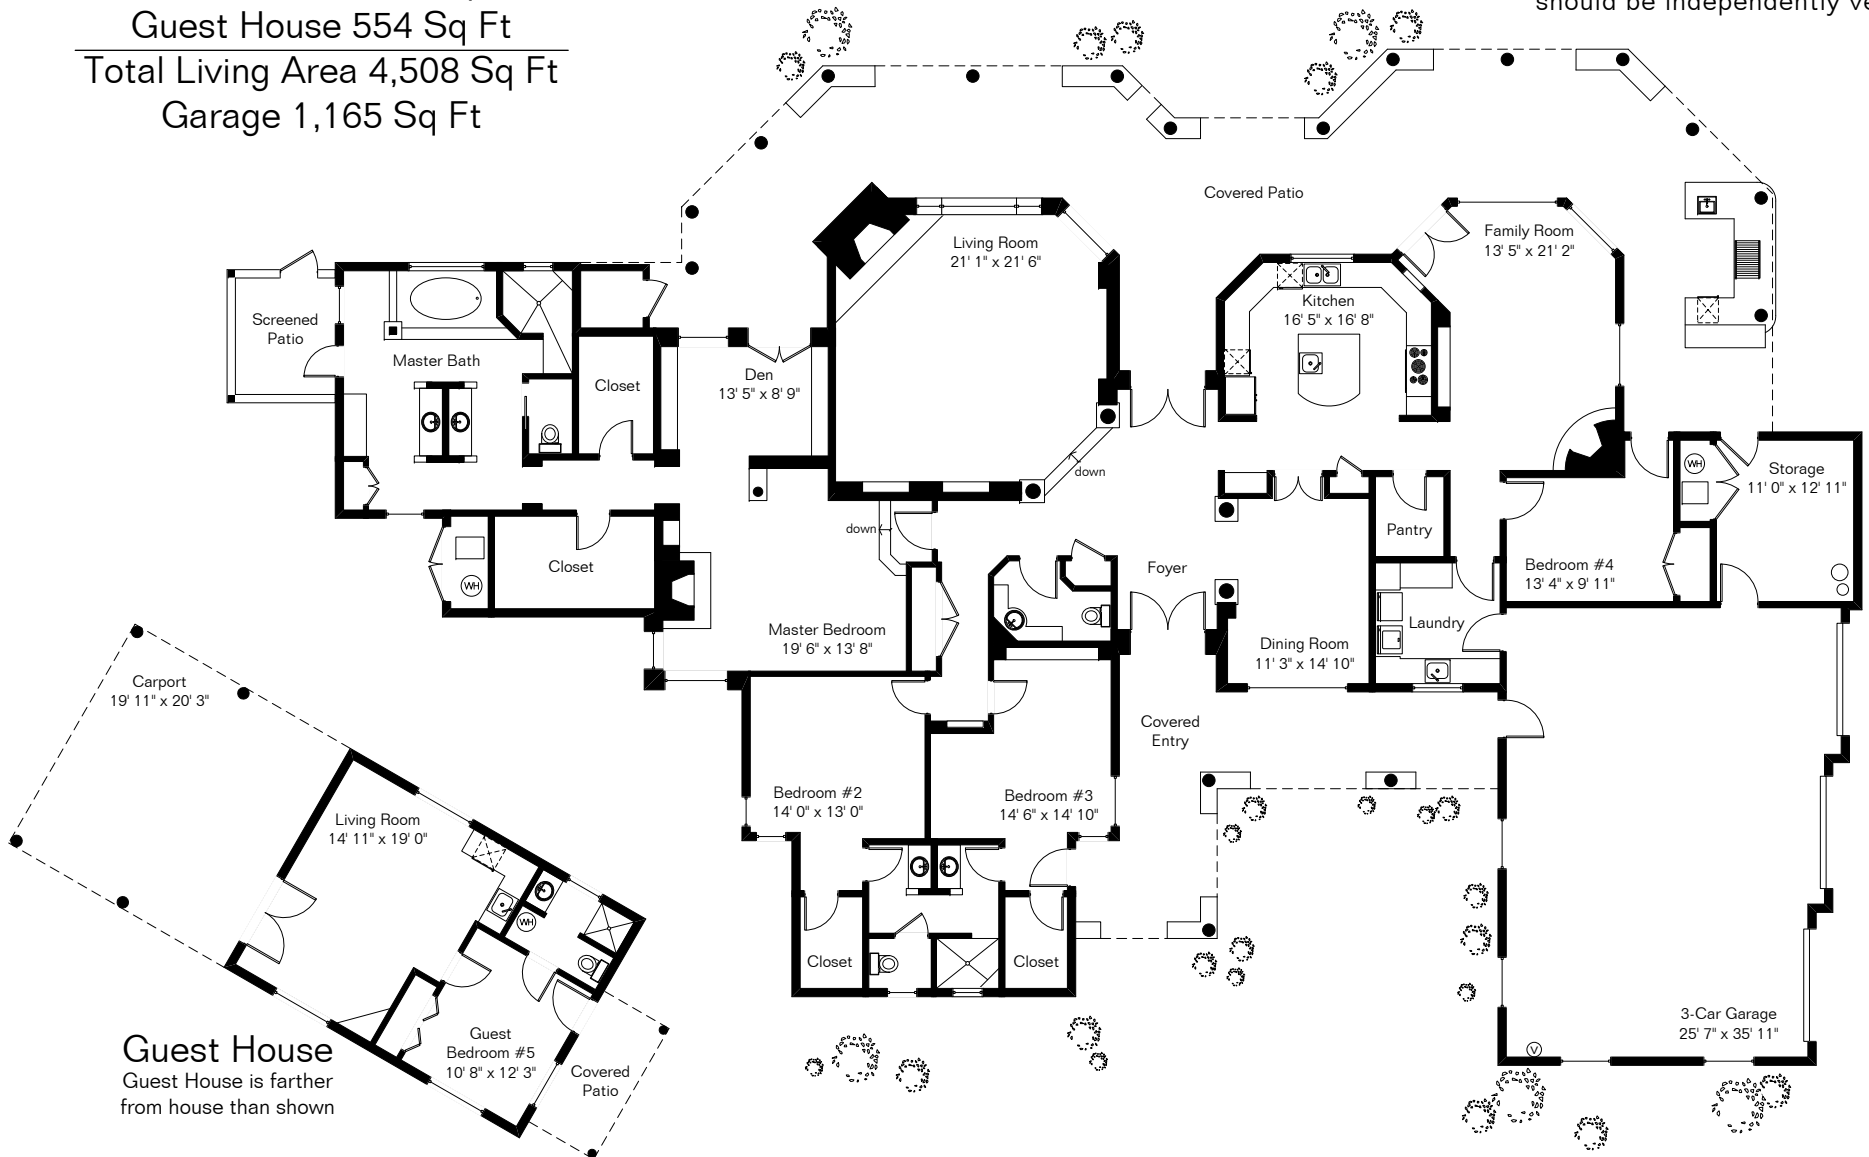 should be independently ve
Guest House 554 Sq Ft
Total Living Area 4,508 Sq Ft
Garage 1,165 Sq Ft
Covered Patio
Living Room
21' 1" x 21' 6"
Family Room
13' 5" x 21' 2"
Kitchen
16' 5" x 16' 8"
Screened
Patio
Master Bath
Closet
Den
13' 5" x 8' 9"
down
WH
Storage
11' 0" x 12' 11"
down
Pantry
Closet
WH
Foyer
Bedroom #4
13' 4" x 9' 11"
Master Bedroom
19' 6" x 13' 8"
Dining Room
11' 3" x 14' 10"
Laundry
Carport
19' 11" x 20' 3"
Covered
Entry
Bedroom #2
14' 0" x 13' 0"
Bedroom #3
14' 6" x 14' 10"
Living Room
14' 11" x 19' 0"
WH
Closet
Closet
3-Car Garage
25' 7" x 35' 11"
V
Guest
Bedroom #5
10' 8" x 12' 3"
Covered
Patio
Guest House
Guest House is farther
from house than shown